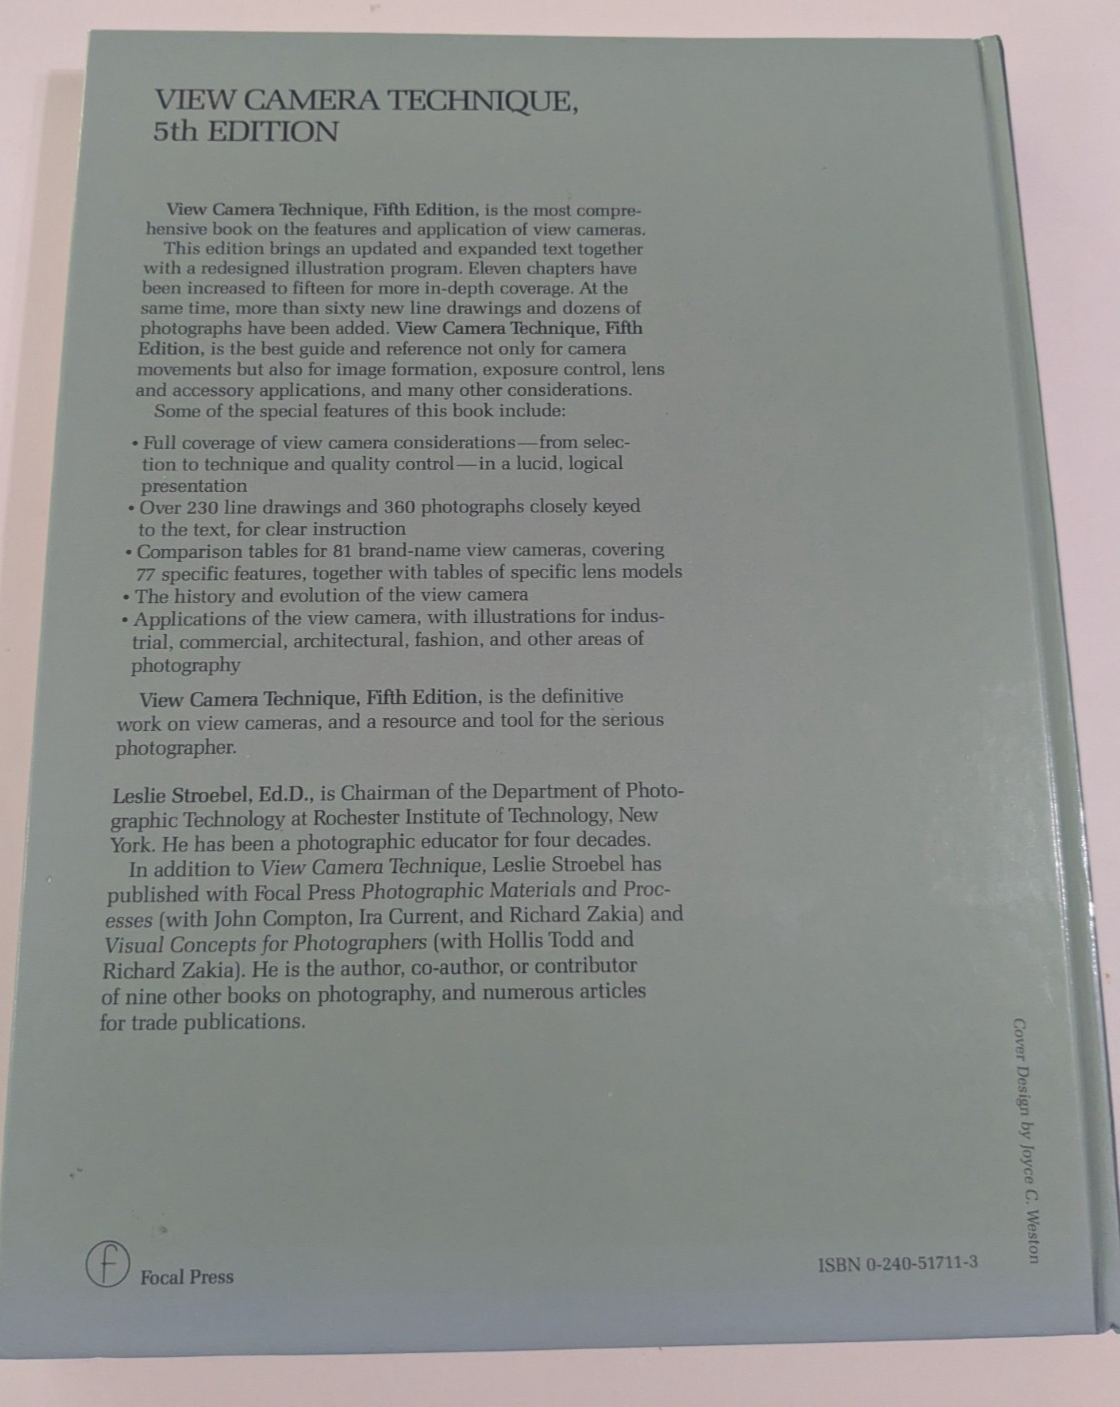 VIEW CAMERA TECHNIQUE,
5th EDITION
View Camera Technique, Fifth Edition, is the most compre-
hensive book on the features and application of view cameras.
This edition brings an updated and expanded text together
with a redesigned illustration program. Eleven chapters have
been increased to fifteen for more in-depth coverage. At the
same time, more than sixty new line drawings and dozens of
photographs have been added. View Camera Technique, Fifth
Edition, is the best guide and reference not only for camera
movements but also for image formation, exposure control, lens
and accessory applications, and many other considerations.
Some of the special features of this book include:
• Full coverage of view camera considerations—from selec-
tion to technique and quality control—in a lucid, logical
presentation
• Over 230 line drawings and 360 photographs closely keyed
to the text, for clear instruction
• Comparison tables for 81 brand-name view cameras, covering
77 specific features, together with tables of specific lens models
• The history and evolution of the view camera
• Applications of the view camera, with illustrations for indus-
trial, commercial, architectural, fashion, and other areas of
photography
View Camera Technique, Fifth Edition, is the definitive
work on view cameras, and a resource and tool for the serious
photographer.
Leslie Stroebel, Ed.D., is Chairman of the Department of Photo-
graphic Technology at Rochester Institute of Technology, New
York. He has been a photographic educator for four decades.
In addition to View Camera Technique, Leslie Stroebel has
published with Focal Press Photographic Materials and Proc-
esses (with John Compton, Ira Current, and Richard Zakia) and
Visual Concepts for Photographers (with Hollis Todd and
Richard Zakia). He is the author, co-author, or contributor
of nine other books on photography, and numerous articles
for trade publications.
Cover Design by Joyce C. Weston
f
Focal Press
ISBN 0-240-51711-3